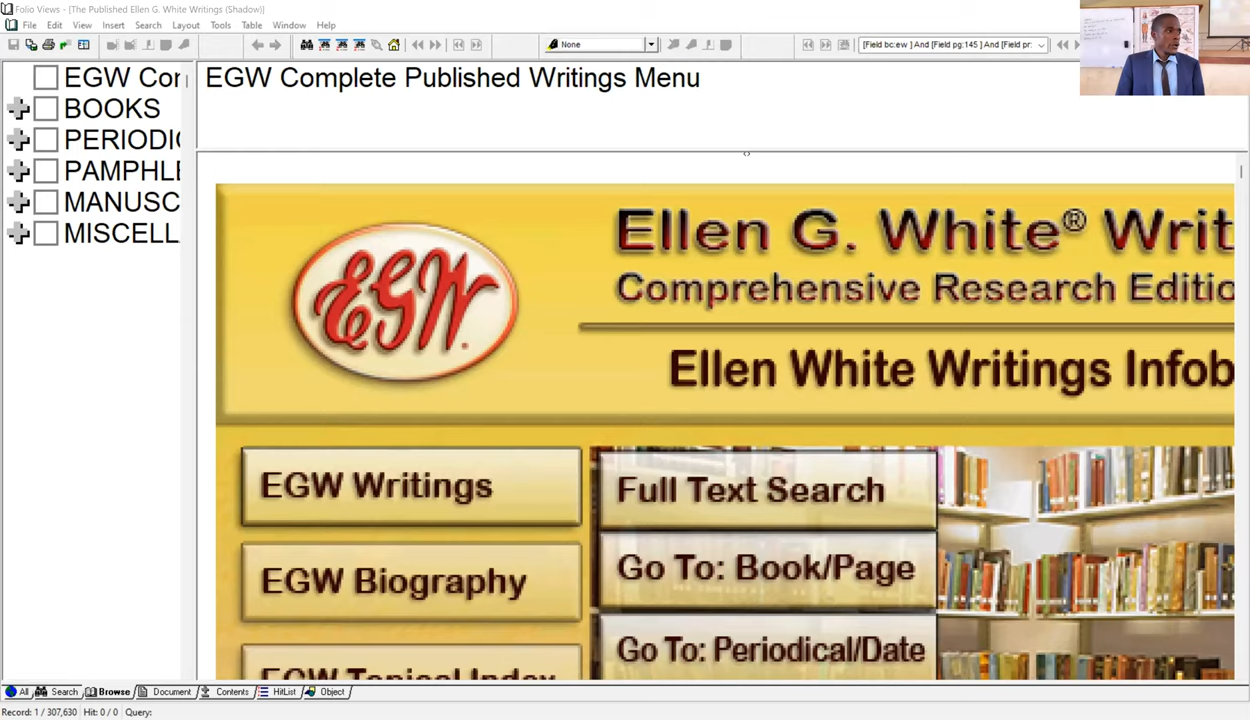 Folio Views - [The Published Ellen G. White Writings (Shadow)]
File Edit View Insert Search Layout Tools Table Window Help
None
[Field bc:ew ] And [Field pg:145 ] And [Field pr:
EGW Con
BOOKS
PERIODIC
PAMPHLE
MANUSC
MISCELL
EGW Complete Published Writings Menu
EGW
Ellen G. White® Writ
Comprehensive Research Editio
Ellen White Writings Infob
EGW Writings
EGW Biography
EGW Topical Index
Full Text Search
Go To: Book/Page
Go To: Periodical/Date
All Search Browse Document Contents HitList Object
Record: 1 / 307,630 Hit: 0 / 0 Query: